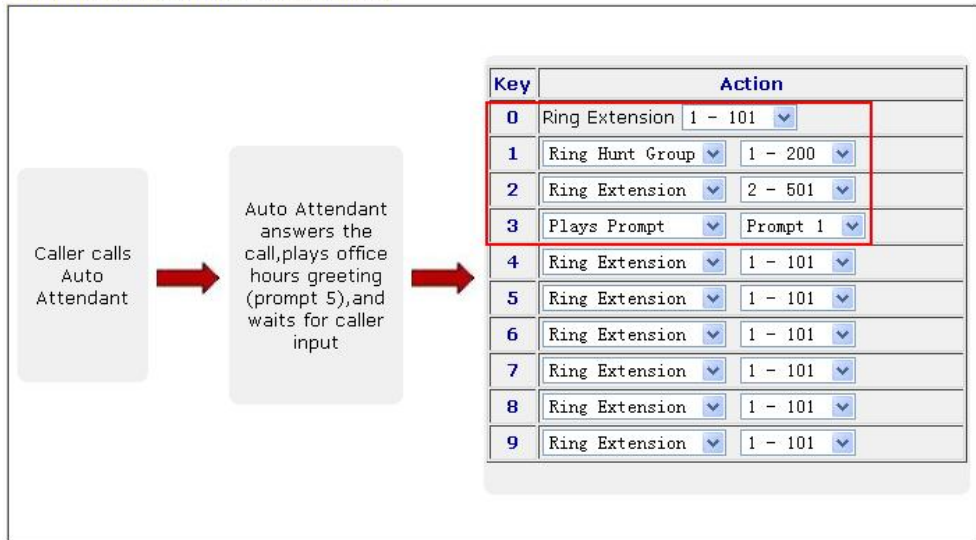 Caller calls
Auto
Attendant
Auto Attendant
answers the
call,plays office
hours greeting
(prompt 5),and
waits for caller
input
Key Action
0 Ring Extension 1 - 101
1 Ring Hunt Group 1 - 200
2 Ring Extension 2 - 501
3 Plays Prompt Prompt 1
4 Ring Extension 1 - 101
5 Ring Extension 1 - 101
6 Ring Extension 1 - 101
7 Ring Extension 1 - 101
8 Ring Extension 1 - 101
9 Ring Extension 1 - 101